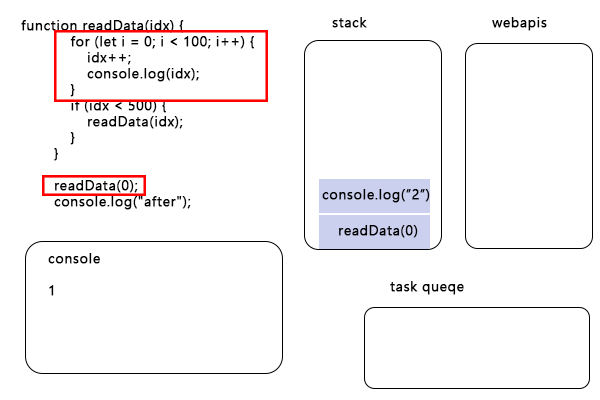 function readData(idx) {
for (let i = 0; i < 100; i++) {
idx++;
console.log(idx);
}
if (idx < 500) {
readData(idx);
}
}
readData(0);
console.log("after");
stack
console.log("2")
readData(0)
webapis
console
1
task queqe